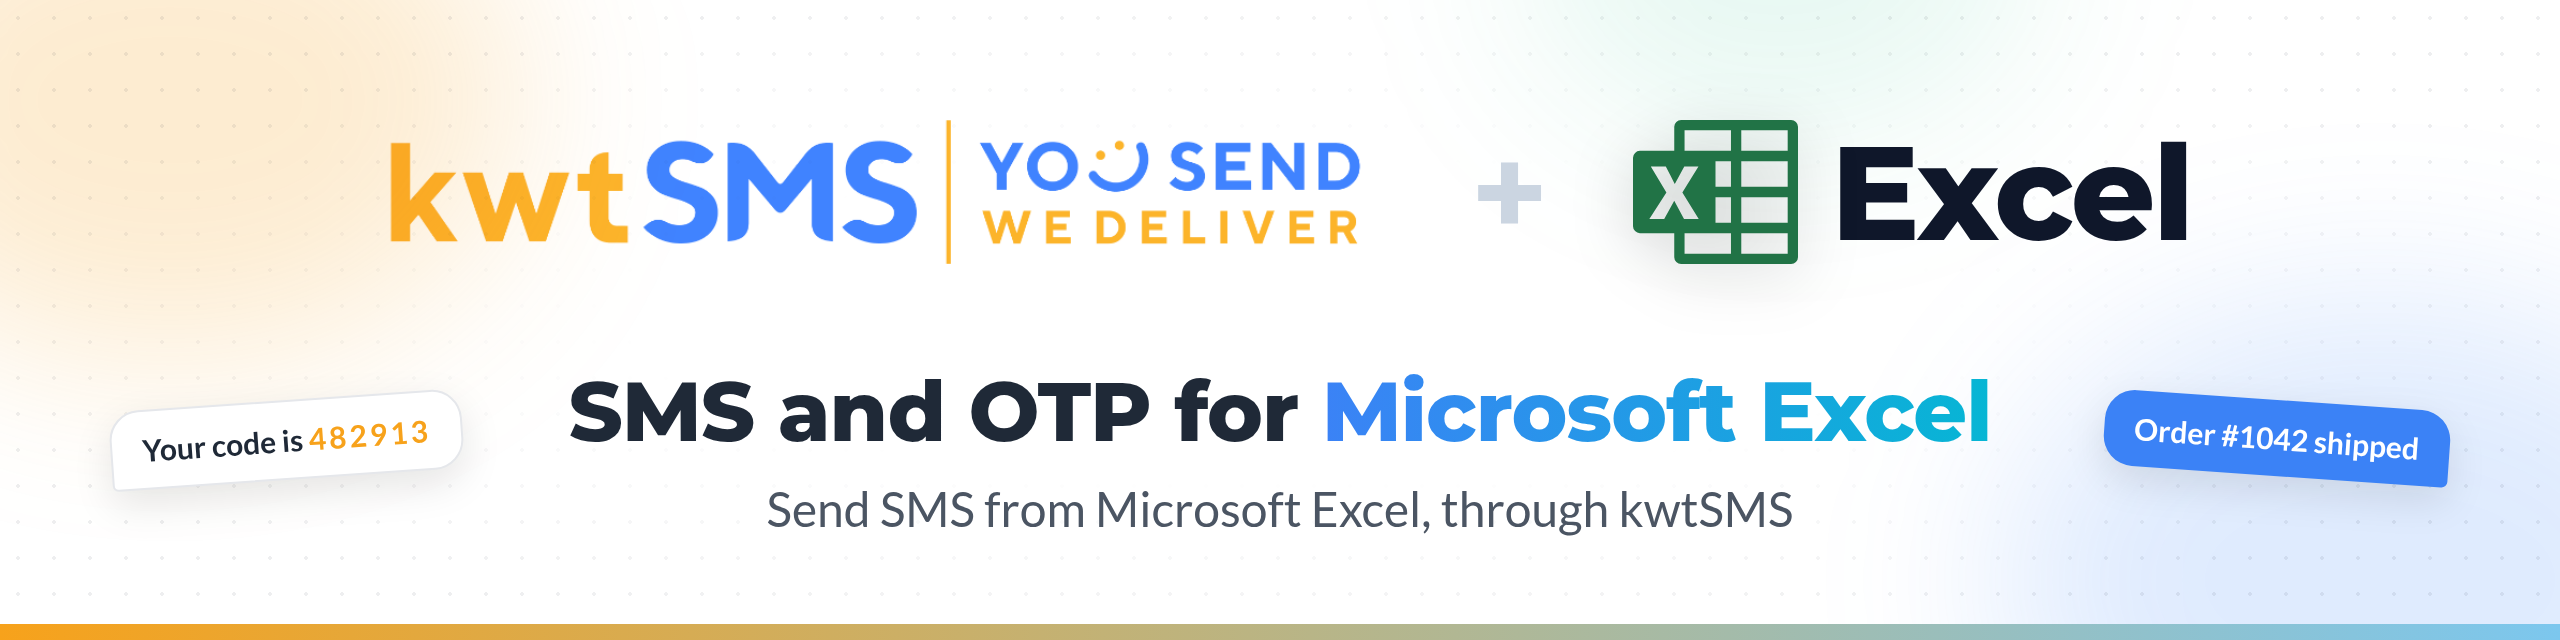 kwtSMS
YOU SEND
WE DELIVER
+
X
Excel
SMS and OTP for Microsoft Excel
Your code is 482913
Order #1042 shipped
Send SMS from Microsoft Excel, through kwtSMS